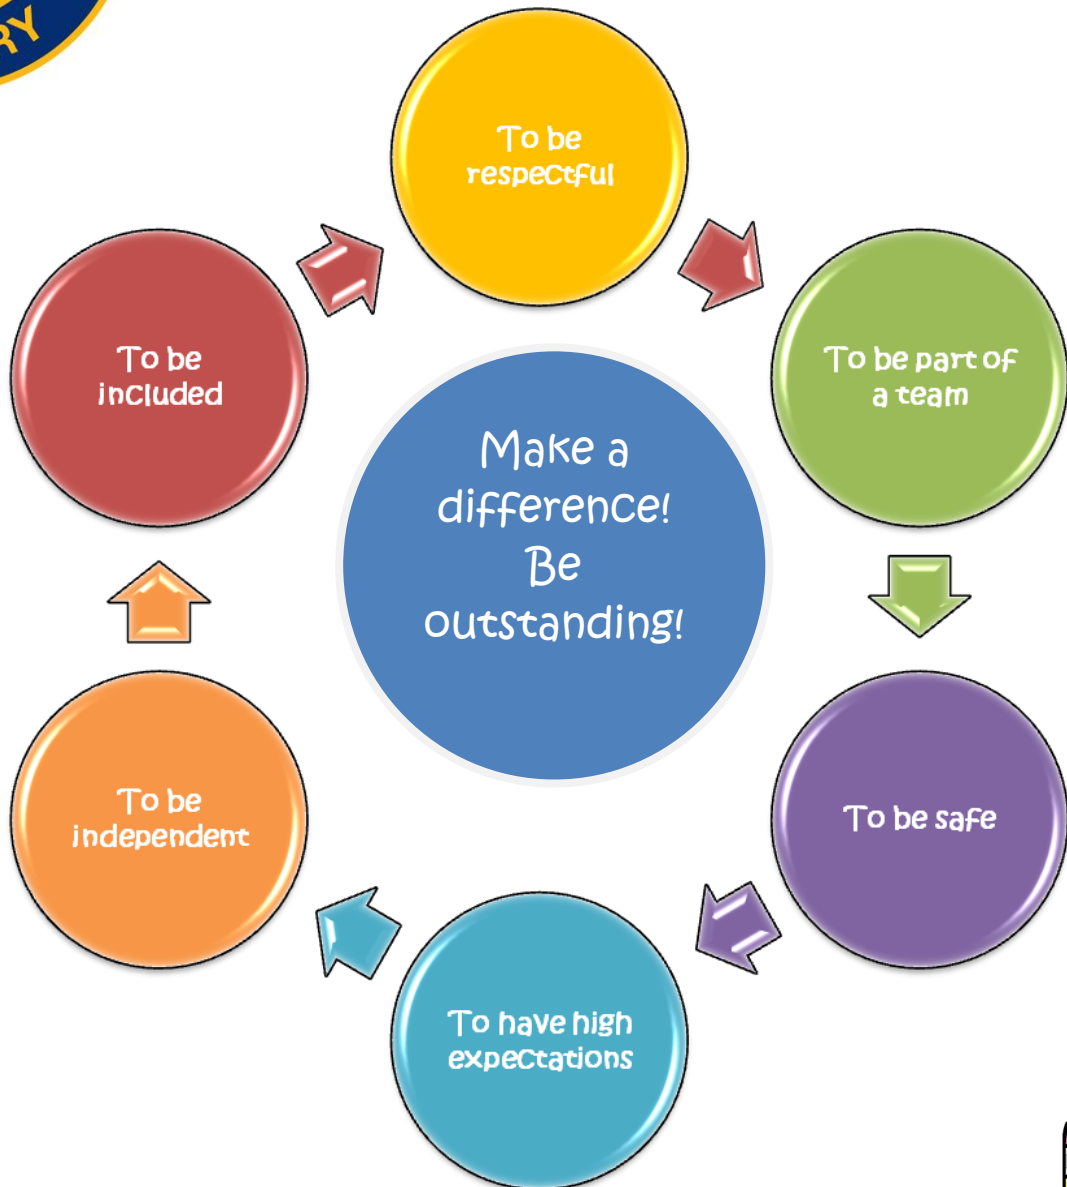 RY
To be
respectful
To be
included
To be part of
a team
Make a
difference!
Be
outstanding!
To be
independent
To be safe
To have high
expectations